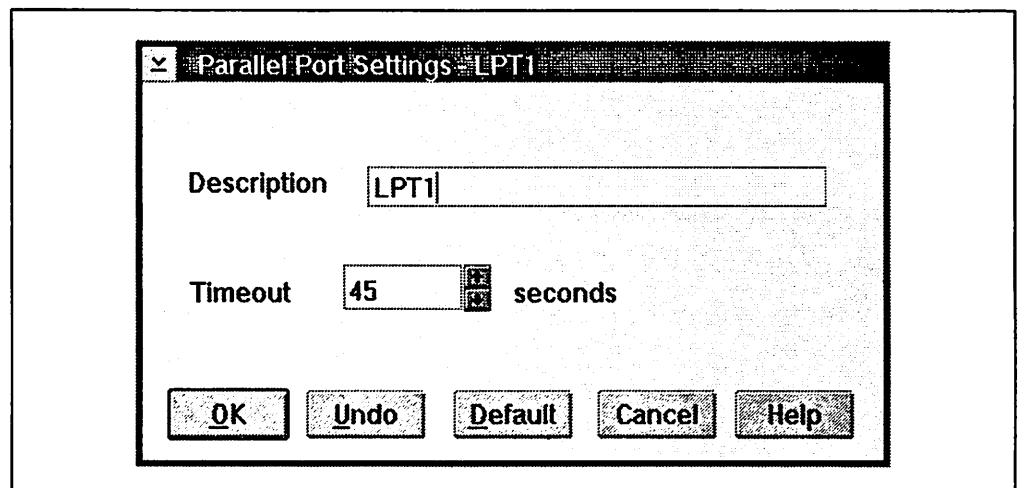 Parallel Port Settings - LPT1
Description LPT1
Timeout 45 seconds
OK Undo Default Cancel Help